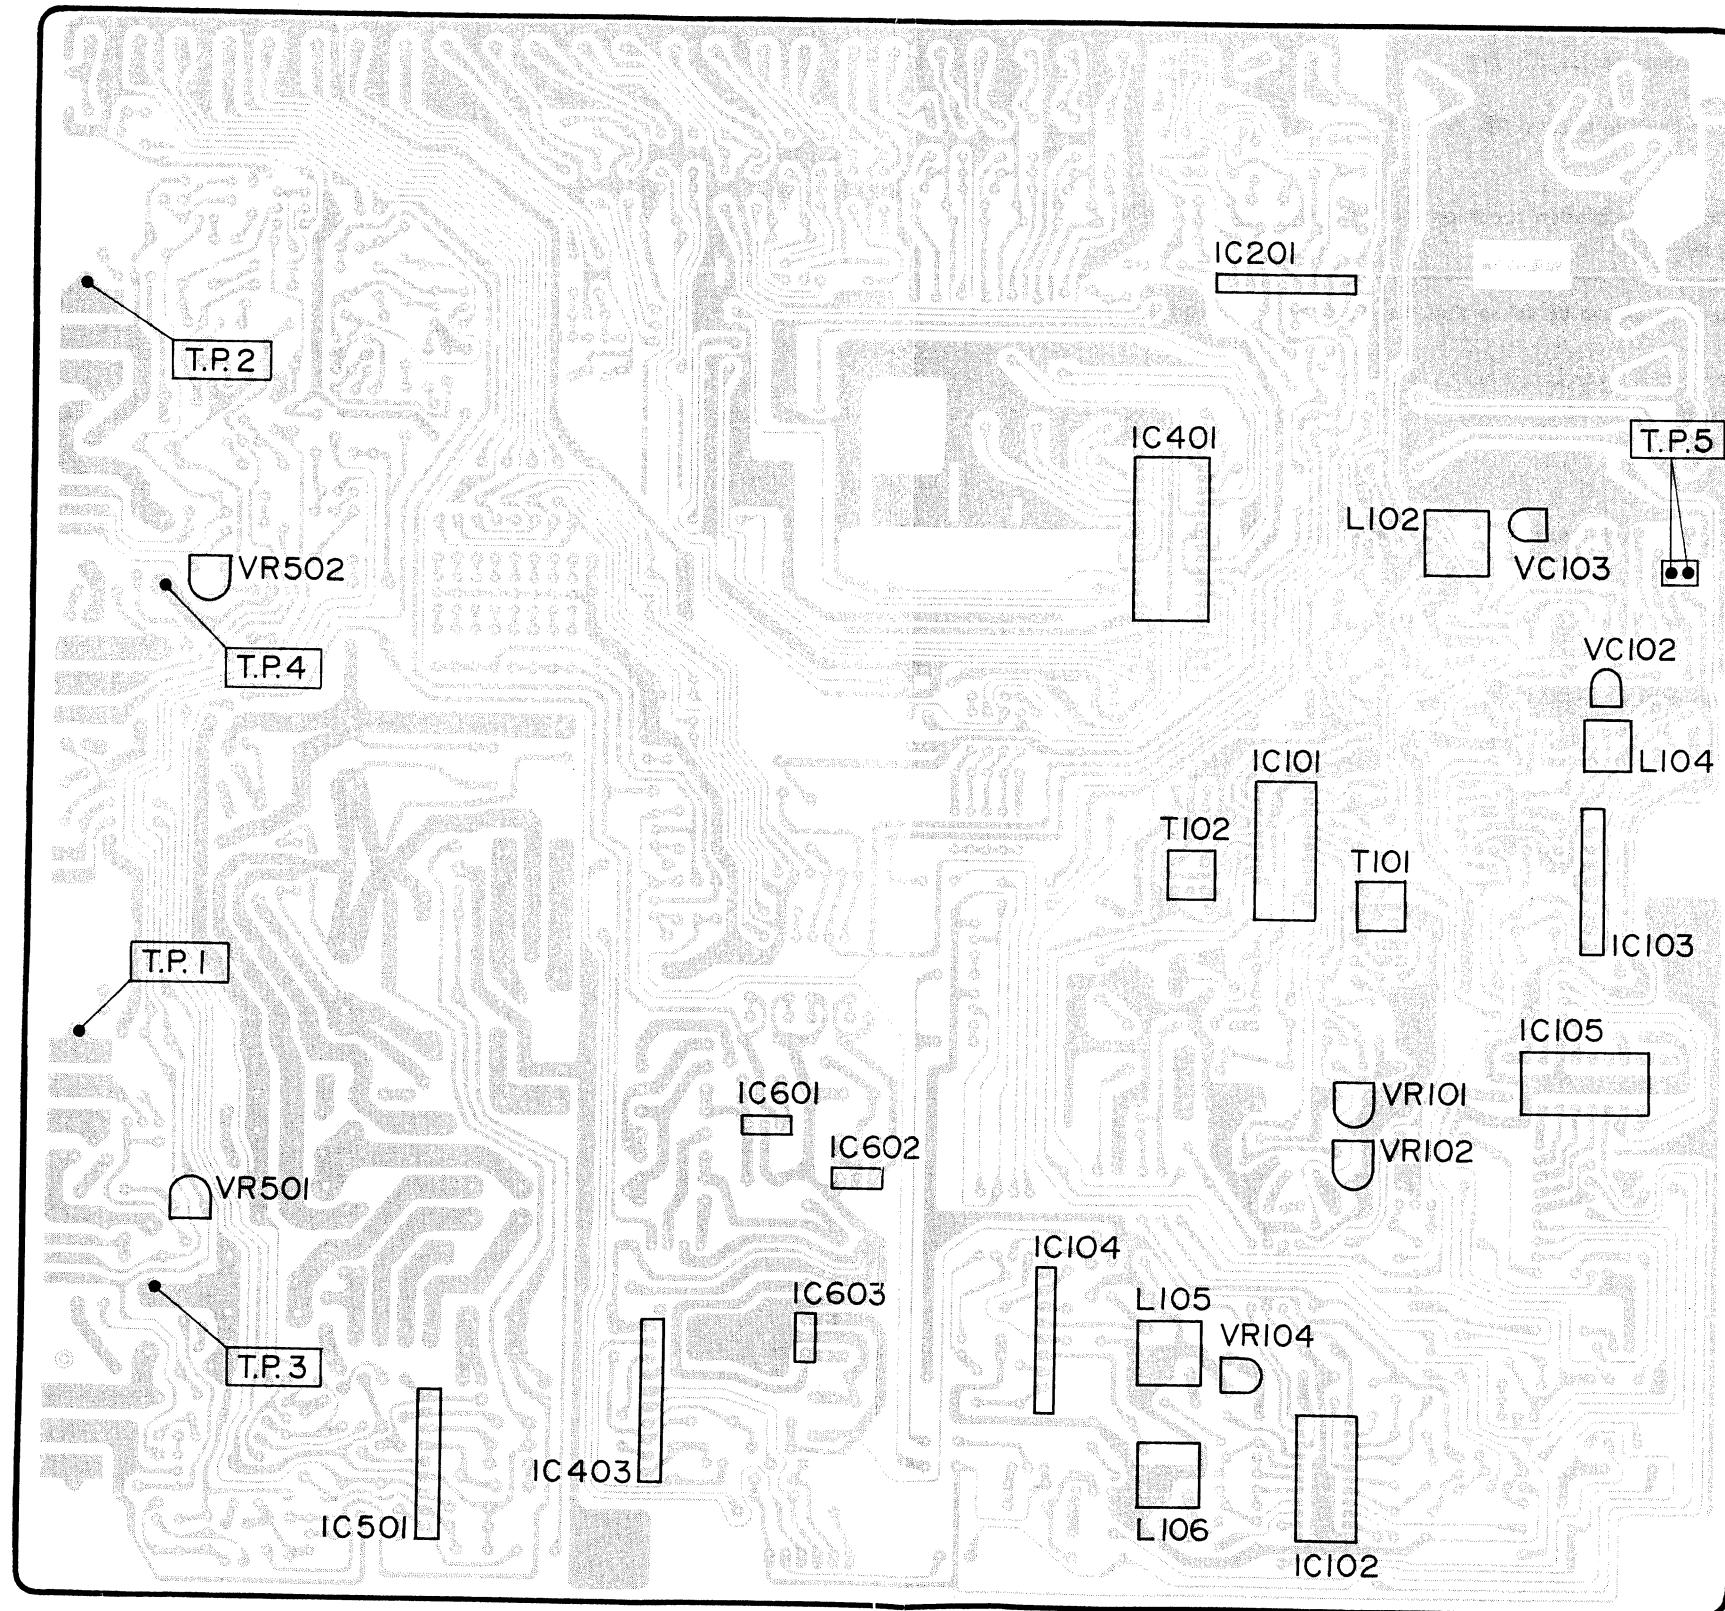 IC201
T.P. 2
IC401
T.P.5
L102
VC103
VR502
T.P.4
VC102
L104
IC101
T102
T101
IC103
T.P. 1
IC105
IC601
VR101
IC602
VR102
VR501
IC104
IC603
L105
VR104
T.P. 3
©
IC403
IC501
L106
IC102